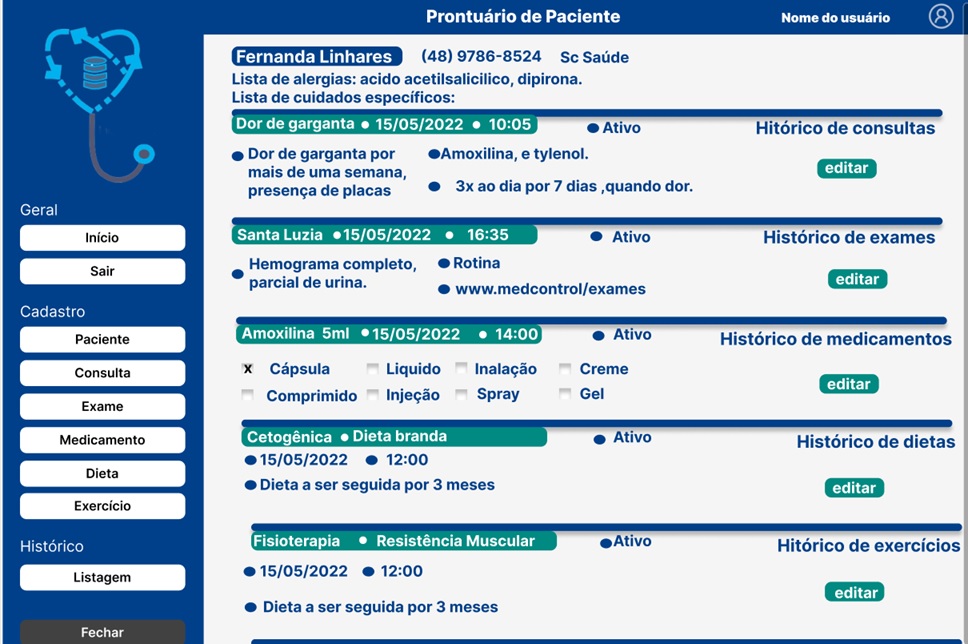 Prontuário de Paciente
Nome do usuário
Fernanda Linhares (48) 9786-8524 Sc Saúde
Lista de alergias: acido acetilsalicilico, dipirona.
Lista de cuidados específicos:
Dor de garganta • 15/05/2022 • 10:05
• Ativo
Hitórico de consultas
• Dor de garganta por
mais de uma semana,
presença de placas
•Amoxilina, e tylenol.
• 3x ao dia por 7 dias ,quando dor.
editar
Santa Luzia •15/05/2022 • 16:35
• Ativo
Histórico de exames
• Hemograma completo,
parcial de urina.
• Rotina
• www.medcontrol/exames
editar
Amoxilina 5ml •15/05/2022 • 14:00
• Ativo
Histórico de medicamentos
x Cápsula Liquido Inalação Creme
Comprimido Injeção Spray Gel
editar
Cetogênica • Dieta branda
• Ativo
Histórico de dietas
• 15/05/2022 • 12:00
• Dieta a ser seguida por 3 meses
editar
Fisioterapia • Resistência Muscular
•Ativo
Hitórico de exercícios
• 15/05/2022 • 12:00
• Dieta a ser seguida por 3 meses
editar
Geral
Início
Sair
Cadastro
Paciente
Consulta
Exame
Medicamento
Dieta
Exercício
Histórico
Listagem
Fechar